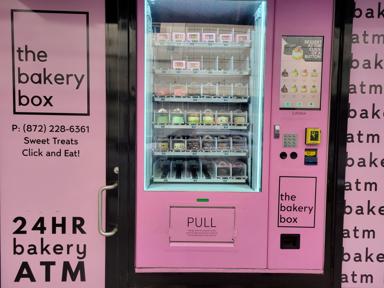 the
bakery
box
P: (872) 228-6361
Sweet Treats
Click and Eat!
24HR
bakery
ATM
PULL
the
bakery
box
bake
atm
bake
atm
bake
atm
bake
atm
bake